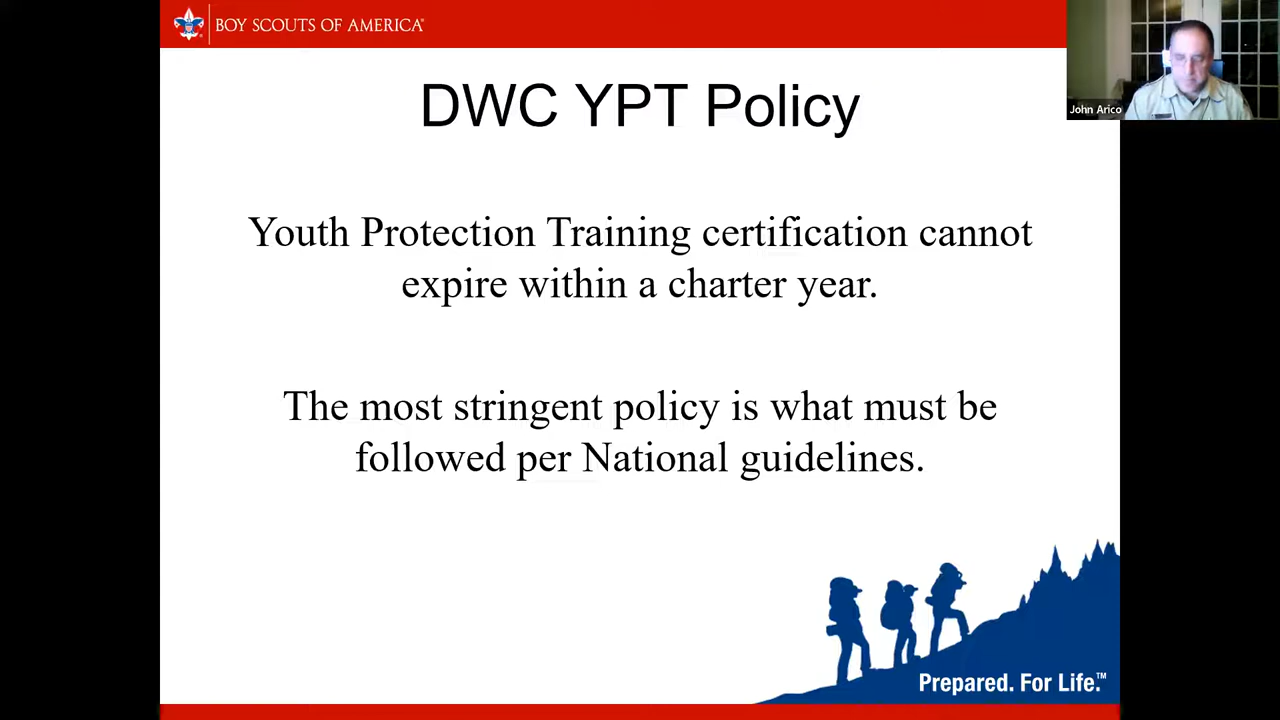 BOY SCOUTS OF AMERICA®
John Arico
DWC YPT Policy
Youth Protection Training certification cannot
expire within a charter year.
The most stringent policy is what must be
followed per National guidelines.
Prepared. For Life.™